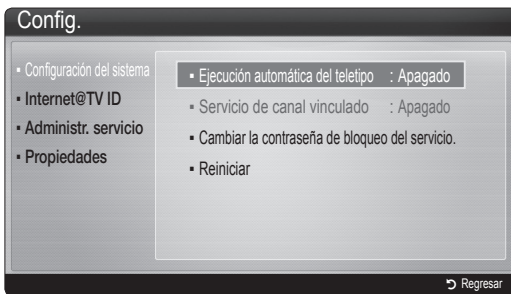 Config.
▪ Configuración del sistema
▪ Internet@TV ID
▪ Administr. servicio
▪ Propiedades
▪ Ejecución automática del teletipo : Apagado
▪ Servicio de canal vinculado : Apagado
▪ Cambiar la contraseña de bloqueo del servicio.
▪ Reiniciar
Regresar